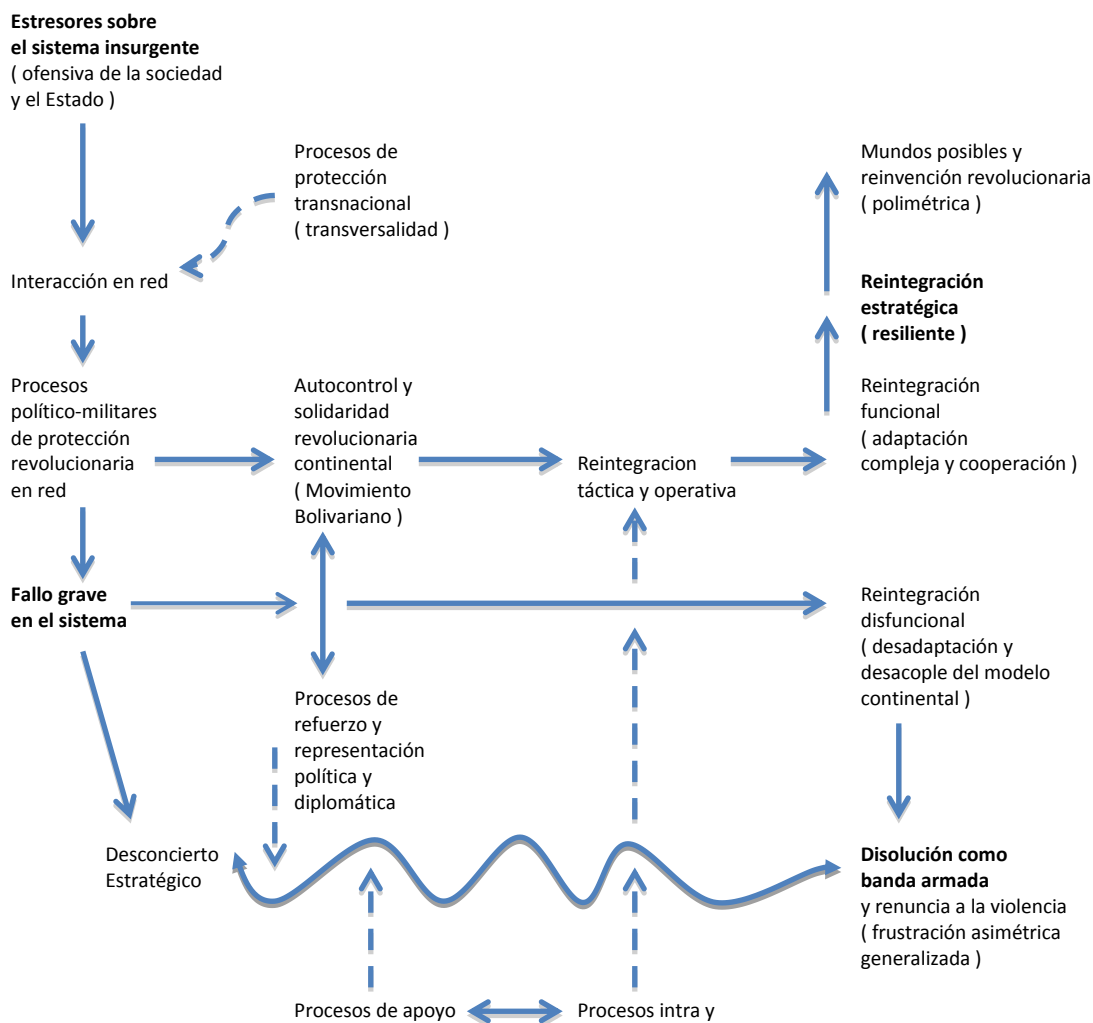 Estresores sobre
el sistema insurgente
( ofensiva de la sociedad
y el Estado )
Procesos de
protección
transnacional
( transversalidad )
Mundos posibles y
reinvención revolucionaria
( polimétrica )
Interacción en red
Reintegración
estratégica
( resiliente )
Procesos
político-militares
de protección
revolucionaria
en red
Autocontrol y
solidaridad
revolucionaria
continental
( Movimiento
Bolivariano )
Reintegracion
táctica y operativa
Reintegración
funcional
( adaptación
compleja y cooperación )
Fallo grave
en el sistema
Reintegración
disfuncional
( desadaptación y
desacople del modelo
continental )
Procesos de
refuerzo y
representación
política y
diplomática
Desconcierto
Estratégico
Disolución como
banda armada
y renuncia a la violencia
( frustración asimétrica
generalizada )
Procesos de apoyo
Procesos intra y